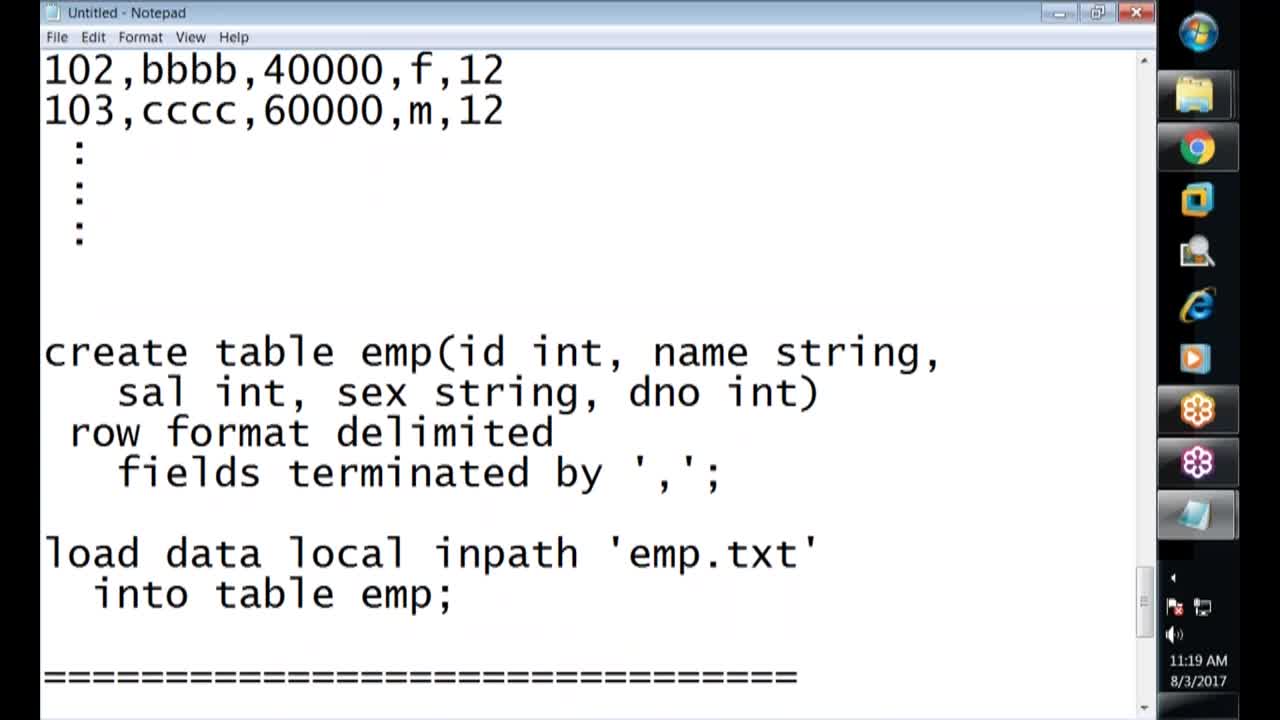 Untitled - Notepad
File Edit Format View Help
102,bbbb,40000,f,12
103,cccc,60000,m,12
:
:
:
create table emp(id int, name string,
sal int, sex string, dno int)
row format delimited
fields terminated by ',';
load data local inpath 'emp.txt'
into table emp;
===============================
11:19 AM
8/3/2017